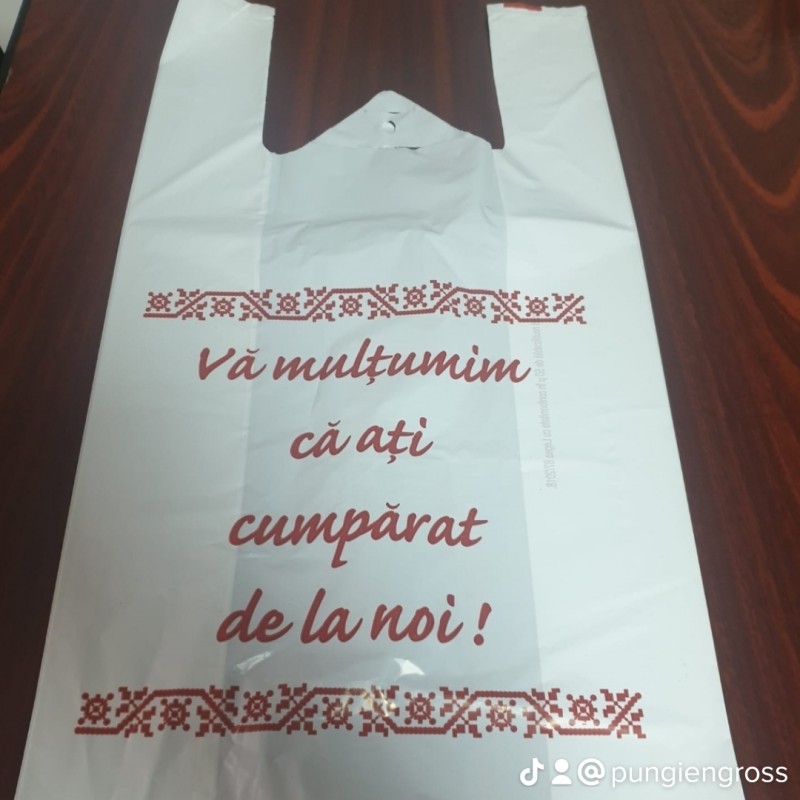 Vă mulțumim
că ați
cumpărat
de la noi !
@pungiengross